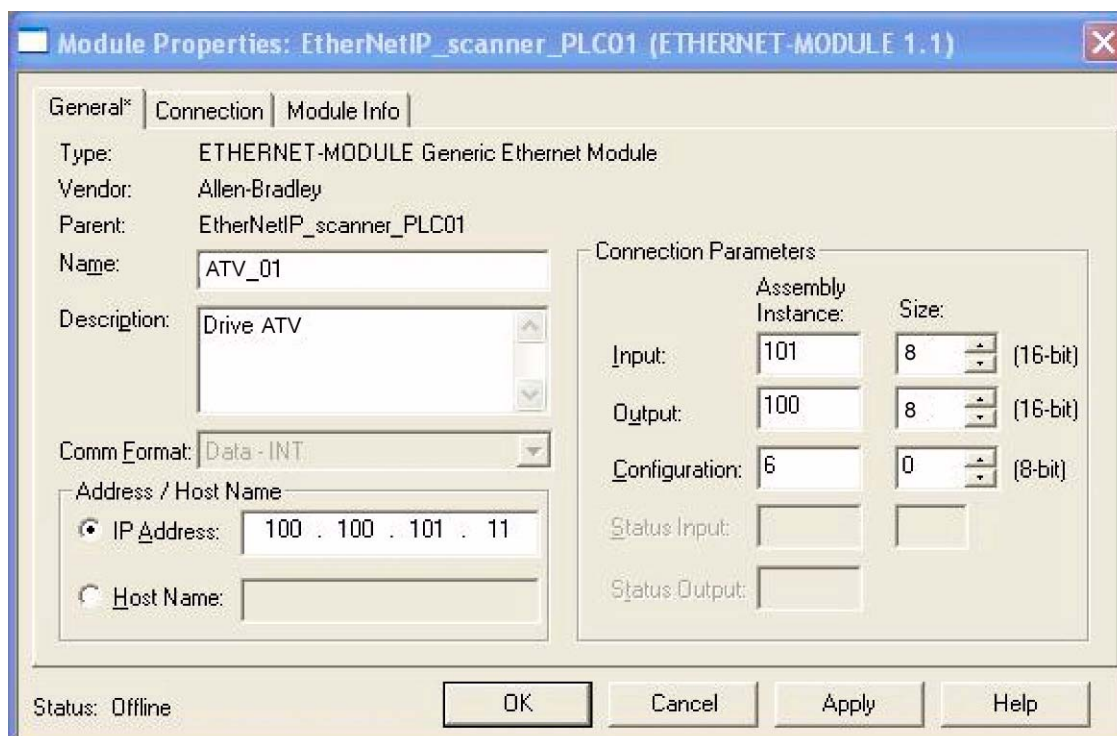 Module Properties: EtherNetIP_scanner_PLC01 (ETHERNET-MODULE 1.1)
General* Connection Module Info
Type: ETHERNET-MODULE Generic Ethernet Module
Vendor: Allen-Bradley
Parent: EtherNetIP_scanner_PLC01
Name: ATV_01
Description: Drive ATV
Comm Format: Data - INT
Address / Host Name
IP Address: 100 . 100 . 101 . 11
Host Name:
Connection Parameters
Assembly
Instance: Size:
Input: 101 8 (16-bit)
Output: 100 8 (16-bit)
Configuration: 6 0 (8-bit)
Status Input:
Status Output:
Status: Offline
OK Cancel Apply Help